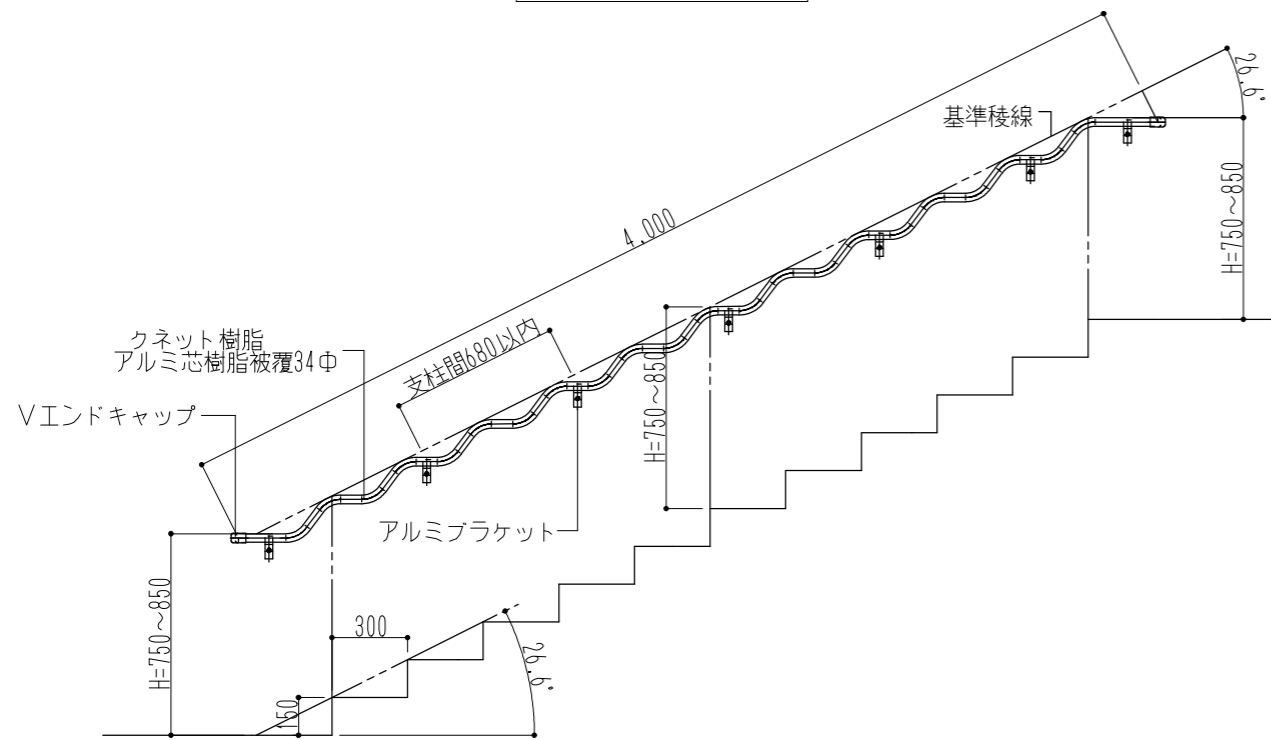 26.6°
基準稜線
H=750～850
4.000
クネット樹脂
アルミ芯樹脂被覆34Φ
支柱間680以内
Vエンドキャップ
H=750～850
アルミブラケット
H=750～850
300
26.6°
150